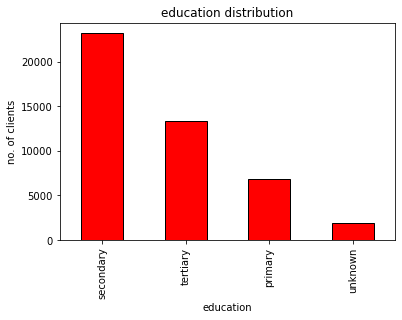 education distribution
no. of clients
20000
15000
10000
5000
0
secondary
tertiary
primary
unknown
education